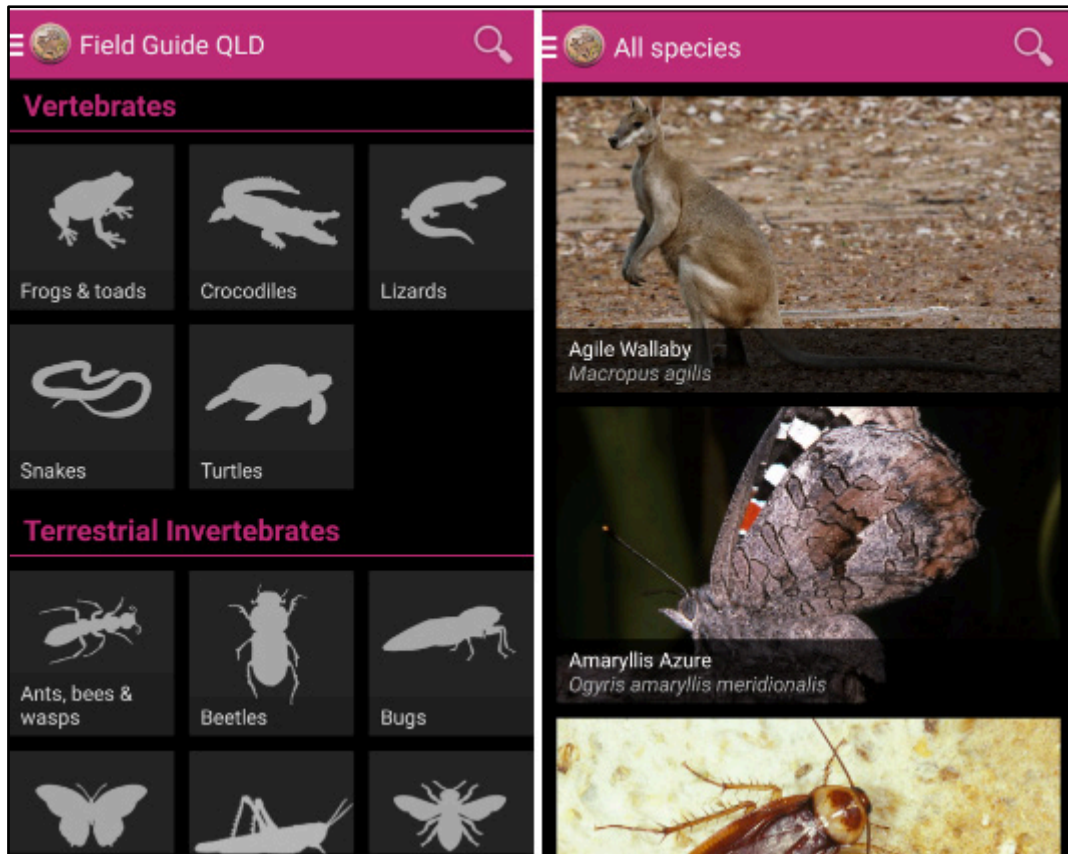 Field Guide QLD
Vertebrates
Frogs & toads
Crocodiles
Lizards
Snakes
Turtles
Terrestrial Invertebrates
Ants, bees &
wasps
Beetles
Bugs
All species
Agile Wallaby
Macropus agilis
Amaryllis Azure
Ogyris amaryllis meridionalis